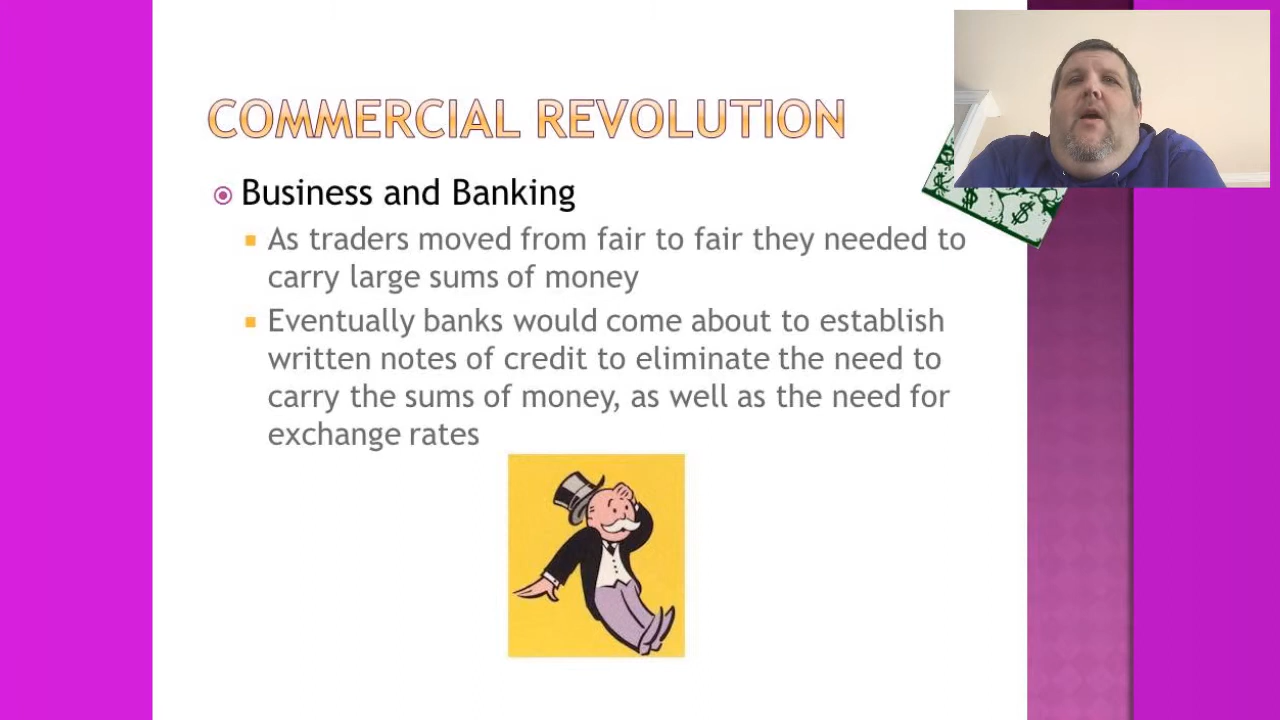 COMMERCIAL REVOLUTION
Business and Banking
As traders moved from fair to fair they needed to
carry large sums of money
Eventually banks would come about to establish
written notes of credit to eliminate the need to
carry the sums of money, as well as the need for
exchange rates
$ $ $